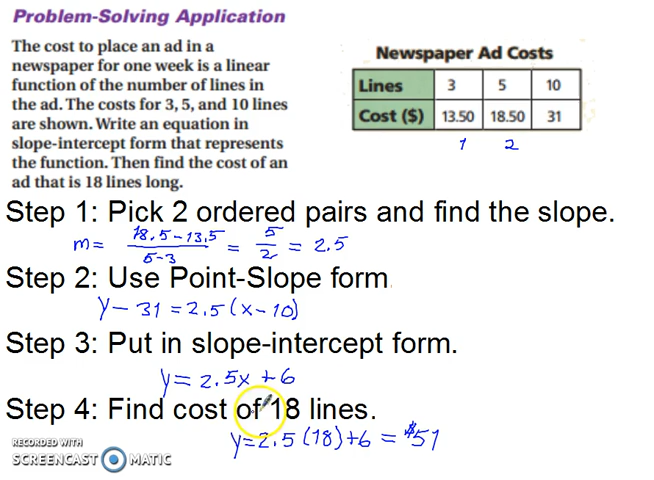 Problem-Solving Application
The cost to place an ad in a
newspaper for one week is a linear
function of the number of lines in
the ad. The costs for 3, 5, and 10 lines
are shown. Write an equation in
slope-intercept form that represents
the function. Then find the cost of an
ad that is 18 lines long.
Newspaper Ad Costs
Lines 3 5 10
Cost ($) 13.50 18.50 31
1 2
Step 1: Pick 2 ordered pairs and find the slope.
m = (18.5 - 13.5)/(5-3) = 5/2 = 2.5
Step 2: Use Point-Slope form
y - 31 = 2.5(x - 10)
Step 3: Put in slope-intercept form.
y = 2.5x + 6
Step 4: Find cost of 18 lines.
y = 2.5(18) + 6 = $51
RECORDED WITH
SCREENCAST MATIC